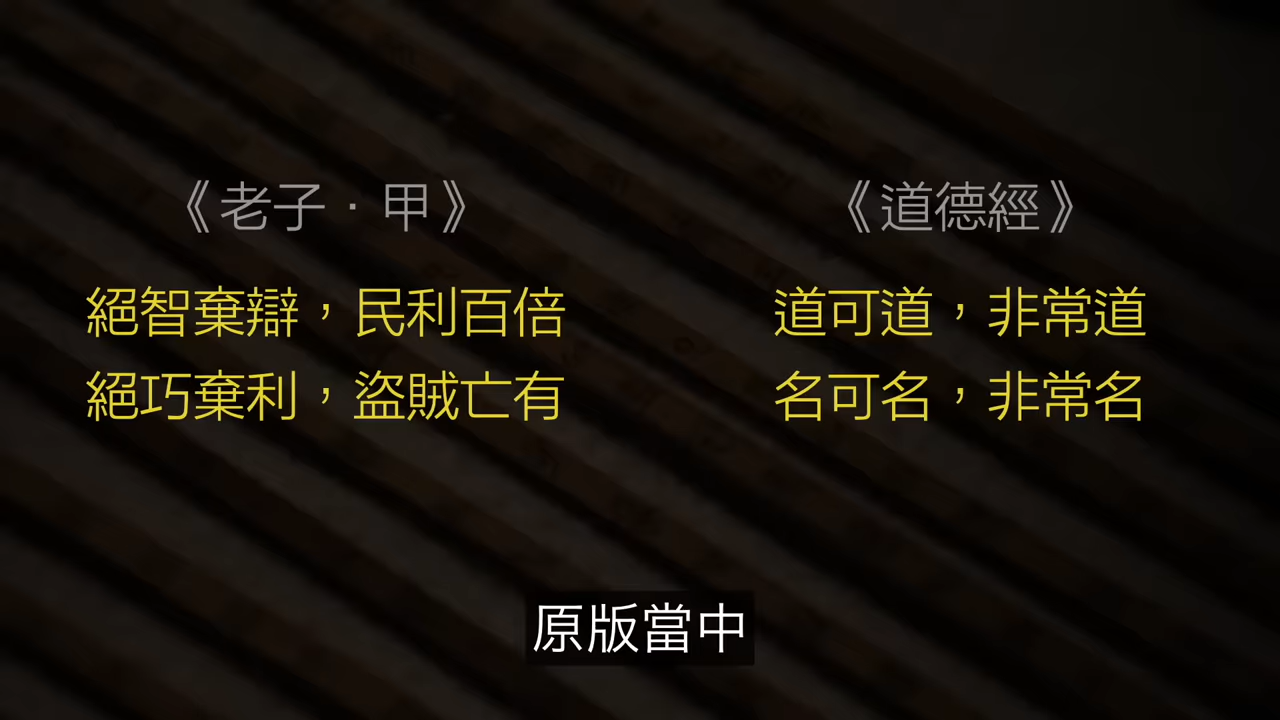 《老子·甲》
絕智棄辯，民利百倍
絕巧棄利，盜賊亡有
《道德經》
道可道，非常道
名可名，非常名
原版當中